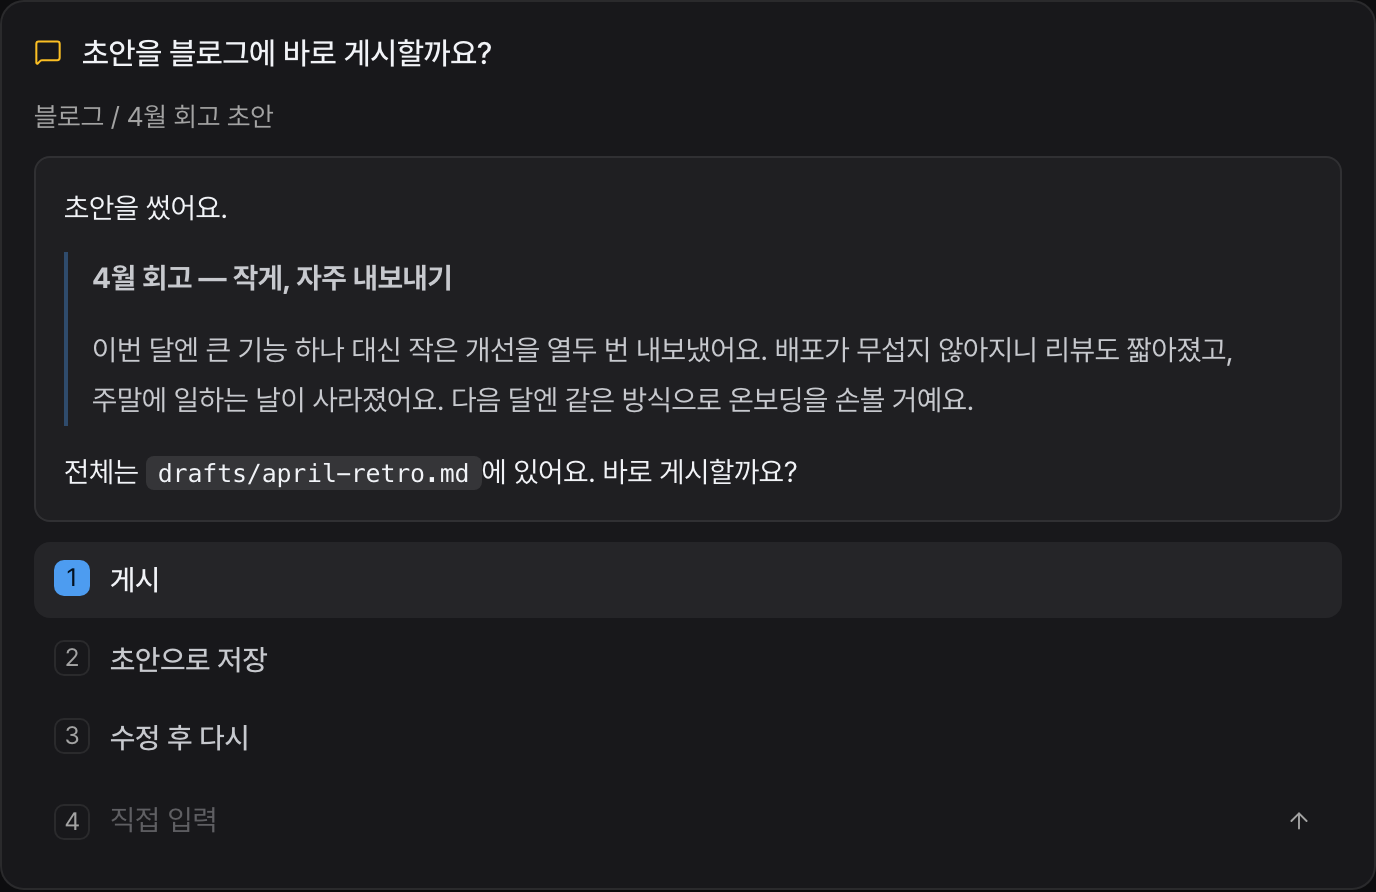 초안을 블로그에 바로 게시할까요?
블로그 / 4월 회고 초안
초안을 썼어요.
4월 회고 — 작게, 자주 내보내기
이번 달엔 큰 기능 하나 대신 작은 개선을 열두 번 내보냈어요. 배포가 무섭지 않아지니 리뷰도 짧아졌고,
주말에 일하는 날이 사라졌어요. 다음 달엔 같은 방식으로 온보딩을 손볼 거예요.
전체는 drafts/april-retro.md에 있어요. 바로 게시할까요?
1 게시
2 초안으로 저장
3 수정 후 다시
4 직접 입력